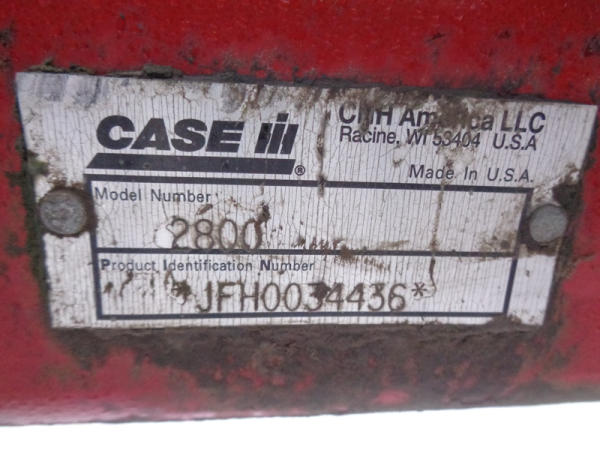 CASE IH®
CNH America LLC
Racine, WI 53404 U.S.A
Made In U.S.A.
Model Number
2800
Product Identification Number
*JFH0034436*